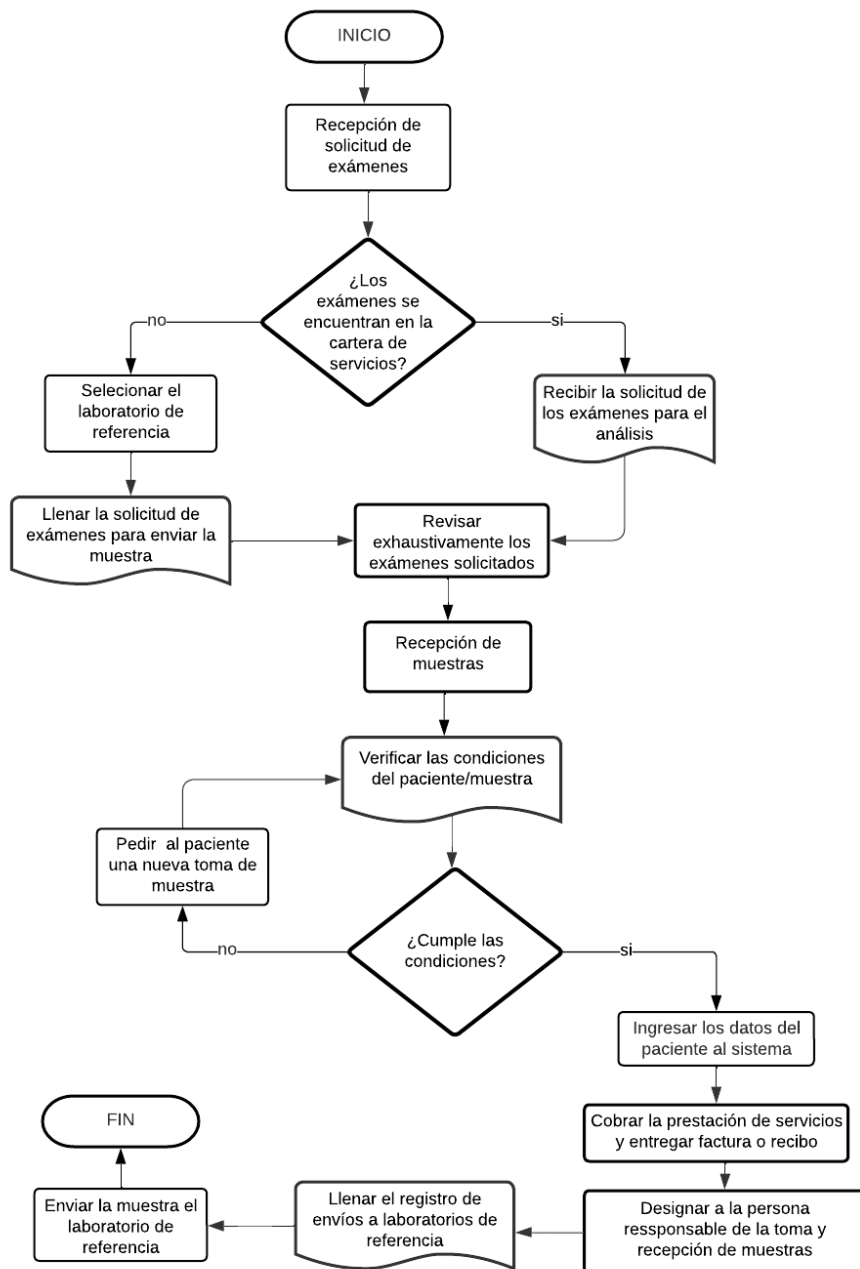 INICIO
Recepción de
solicitud de
exámenes
¿Los
exámenes se
encuentran en la
cartera de
servicios?
no
si
Selecionar el
laboratorio de
referencia
Recibir la solicitud de
los exámenes para el
análisis
Llenar la solicitud de
exámenes para enviar la
muestra
Revisar
exhaustivamente los
exámenes solicitados
Recepción de
muestras
Verificar las condiciones
del paciente/muestra
Pedir al paciente
una nueva toma de
muestra
¿Cumple las
condiciones?
no
si
Ingresar los datos del
paciente al sistema
Cobrar la prestación de servicios
y entregar factura o recibo
Designar a la persona
ressponsable de la toma y
recepción de muestras
Llenar el registro de
envíos a laboratorios de
referencia
Enviar la muestra el
laboratorio de
referencia
FIN